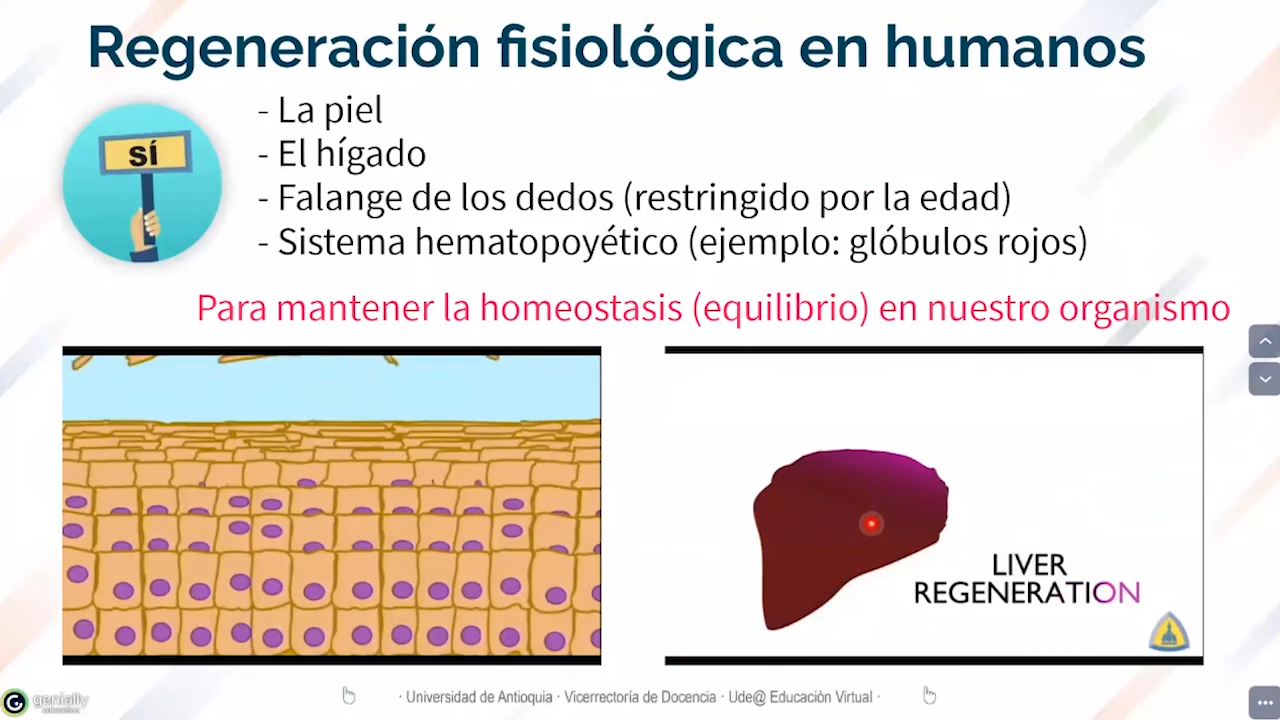 Regeneración fisiológica en humanos
SÍ
- La piel
- El hígado
- Falange de los dedos (restringido por la edad)
- Sistema hematopoyético (ejemplo: glóbulos rojos)
Para mantener la homeostasis (equilibrio) en nuestro organismo
LIVER
REGENERATION
G genially
· Universidad de Antioquia · Vicerrectoría de Docencia · Ude@ Educación Virtual ·